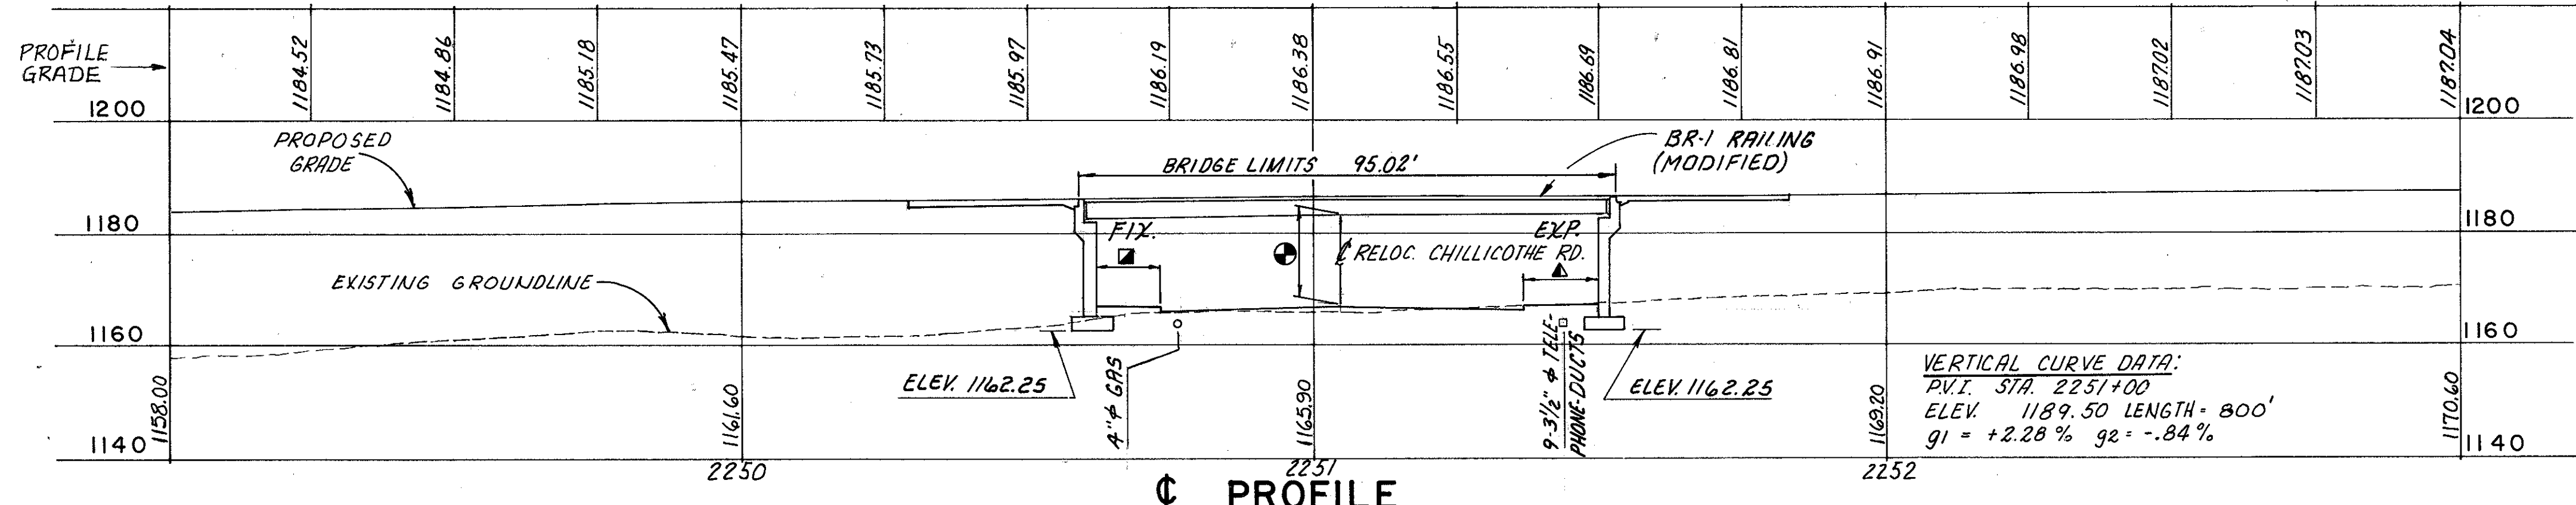 PROFILE
GRADE
1184.52
1184.86
1185.18
1185.47
1185.73
1185.97
1186.19
1186.38
1186.55
1186.69
1186.81
1186.91
1186.98
1187.02
1187.03
1187.04
1200
1200
PROPOSED
GRADE
BRIDGE LIMITS 95.02'
BR-1 RAILING
(MODIFIED)
1180
1180
FIX.
EXP.
℄ RELOC. CHILLICOTHE RD.
EXISTING GROUNDLINE
1160
1160
ELEV. 1162.25
4"ϕ GAS
9-3½" ϕ TELE-
PHONE-DUCTS
ELEV. 1162.25
VERTICAL CURVE DATA:
P.V.I. STA. 2251+00
ELEV. 1189.50 LENGTH = 800'
g1 = +2.28% g2 = -.84%
1158.00
1161.60
1165.90
1169.20
1170.60
1140
1140
2250
2251
2252
℄ PROFILE